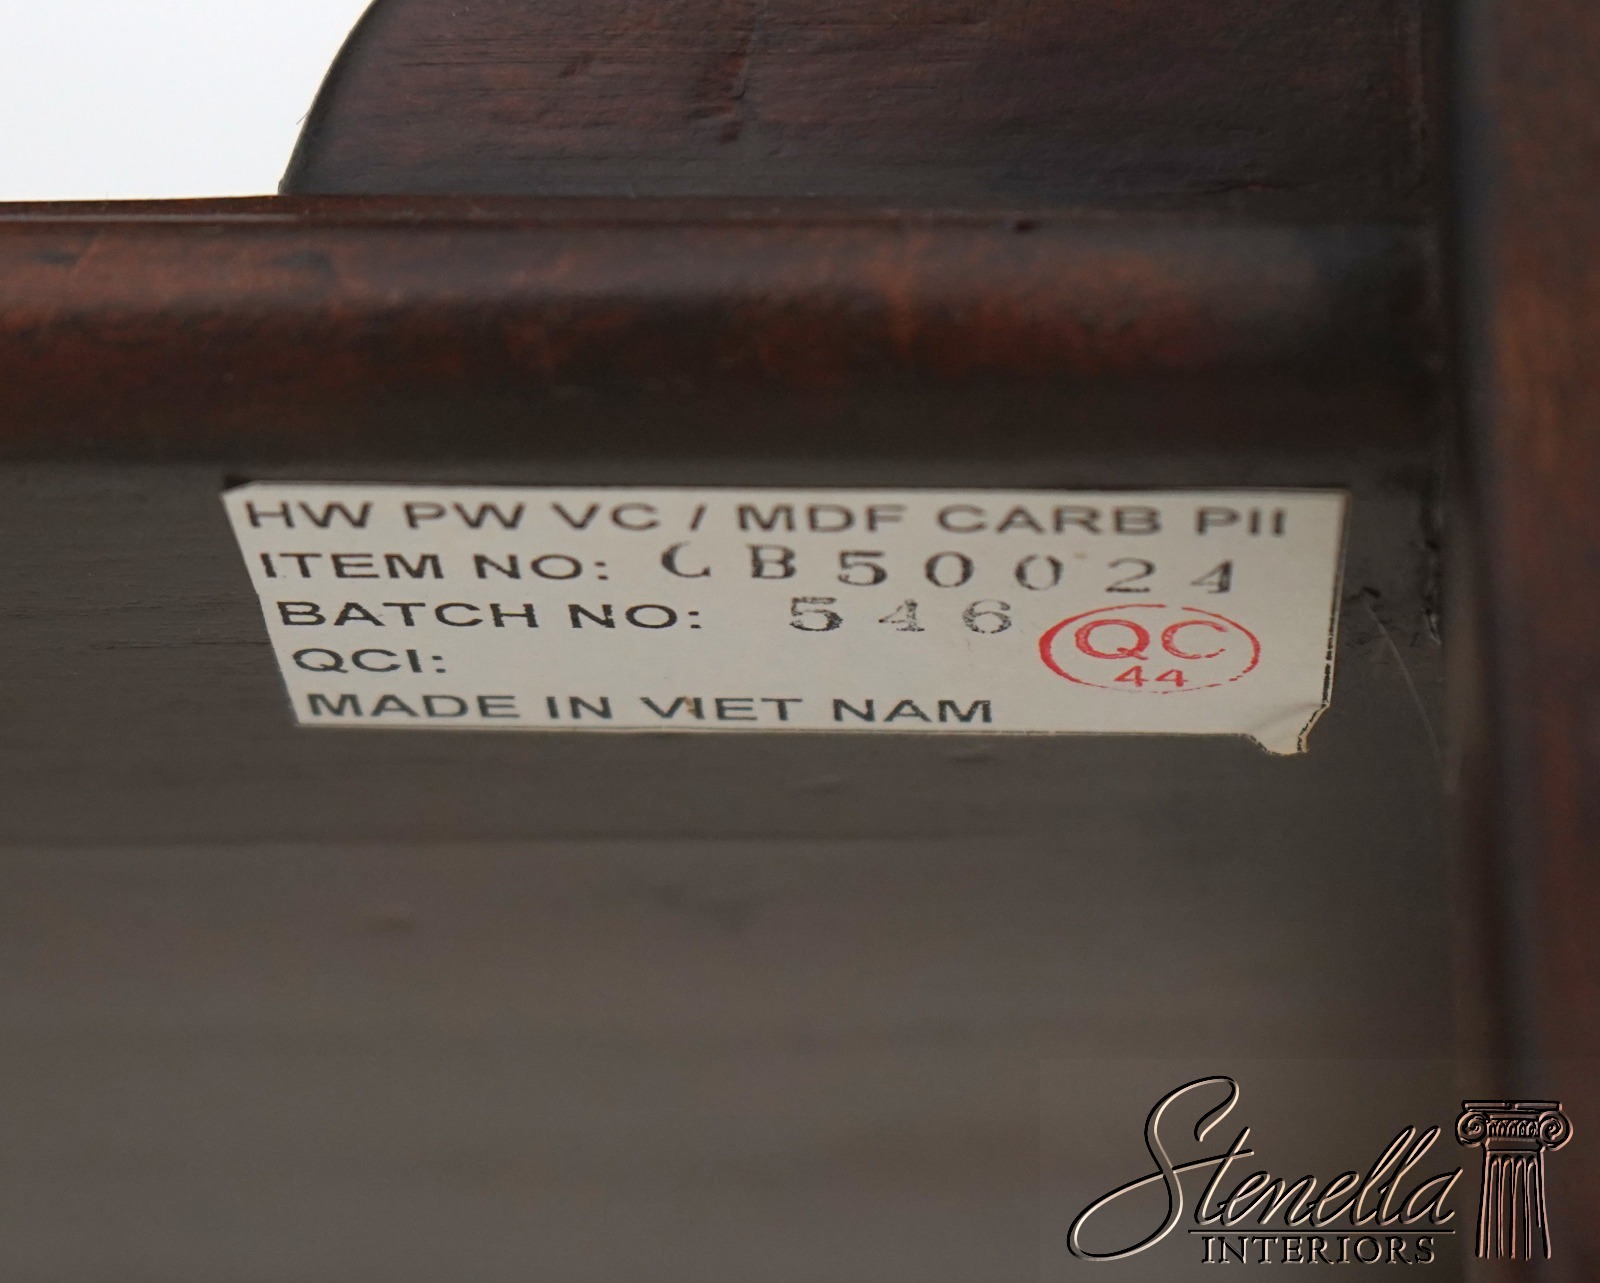 HW PW VC / MDF CARB PII
ITEM NO: CB50024
BATCH NO: 546
QC
44
QCI:
MADE IN VIET NAM
Stenella
INTERIORS